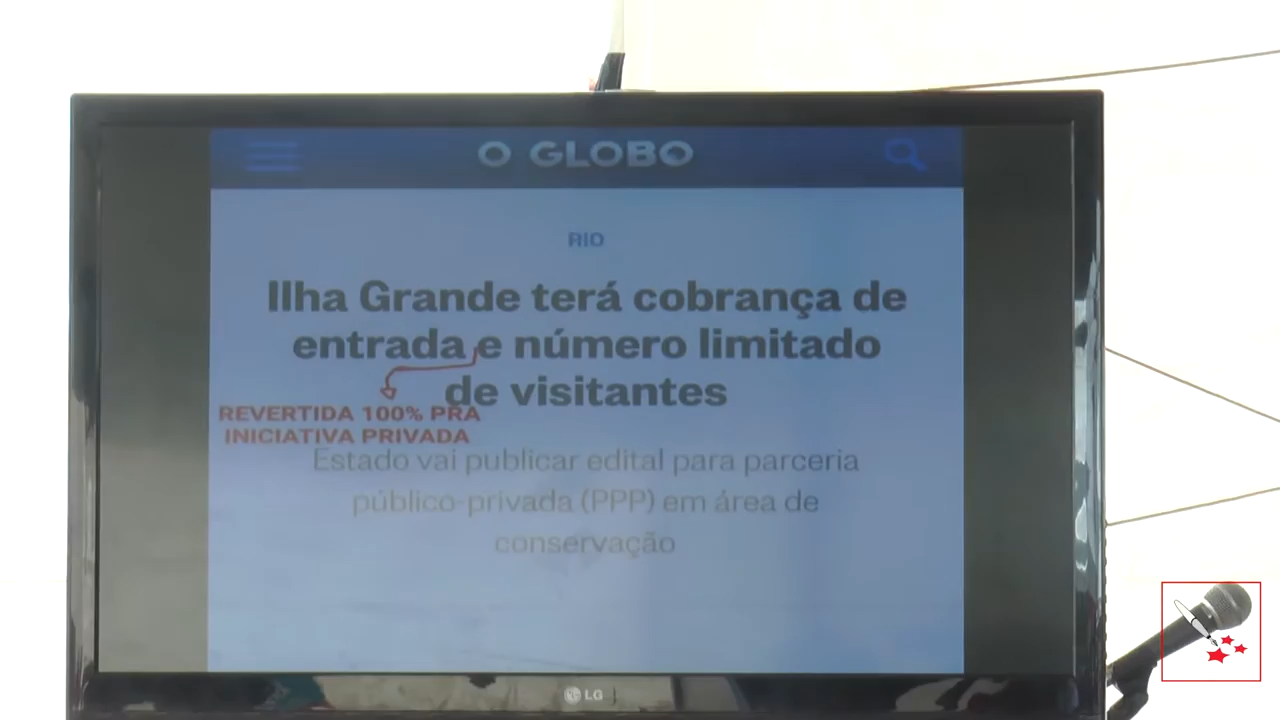 O GLOBO
RIO
Ilha Grande terá cobrança de
entrada e número limitado
de visitantes
REVERTIDA 100% PRA
INICIATIVA PRIVADA
Estado vai publicar edital para parceria
público-privada (PPP) em área de
conservação
LG